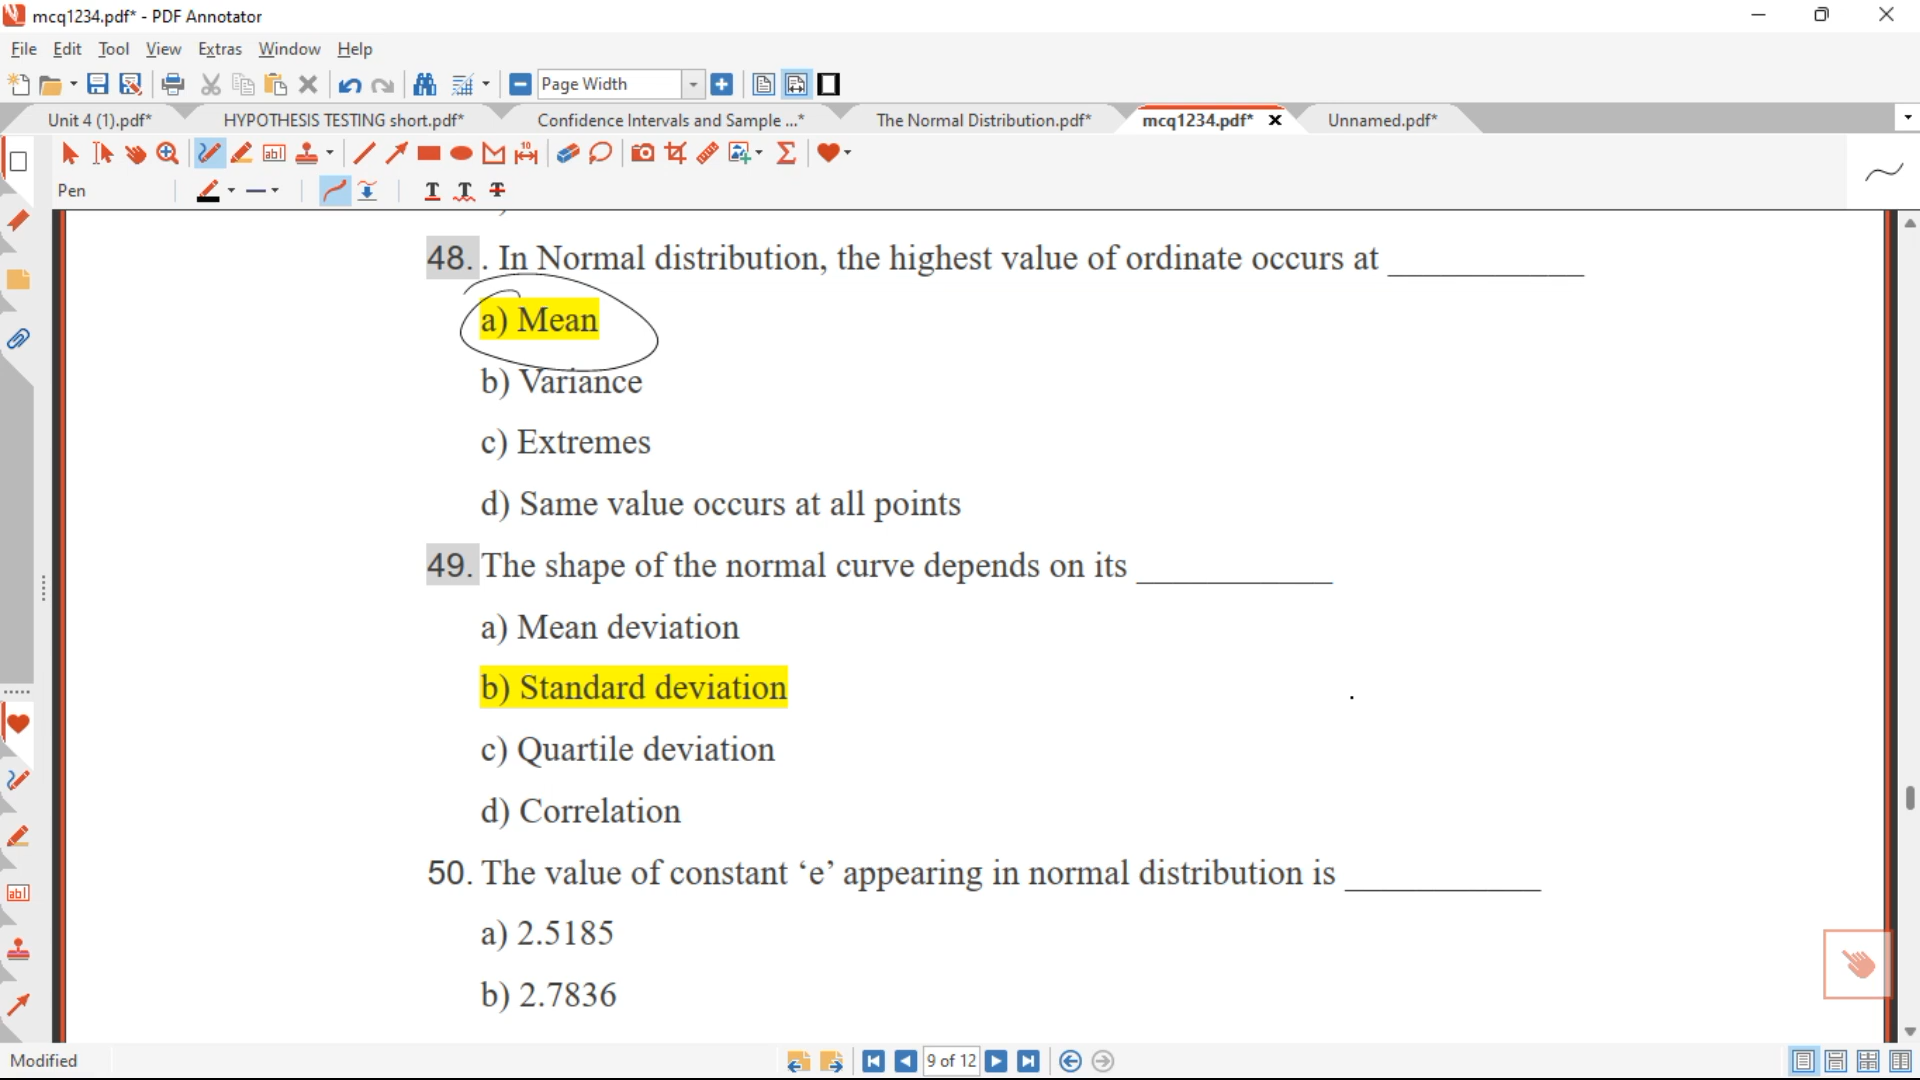 mcq1234.pdf* - PDF Annotator
File Edit Tool View Extras Window Help
Page Width
Unit 4 (1).pdf* HYPOTHESIS TESTING short.pdf* Confidence Intervals and Sample ...* The Normal Distribution.pdf* mcq1234.pdf* Unnamed.pdf*
Pen
48. . In Normal distribution, the highest value of ordinate occurs at ____________
a) Mean
b) Variance
c) Extremes
d) Same value occurs at all points
49. The shape of the normal curve depends on its ____________
a) Mean deviation
b) Standard deviation
c) Quartile deviation
d) Correlation
50. The value of constant ‘e’ appearing in normal distribution is ____________
a) 2.5185
b) 2.7836
Modified 9 of 12